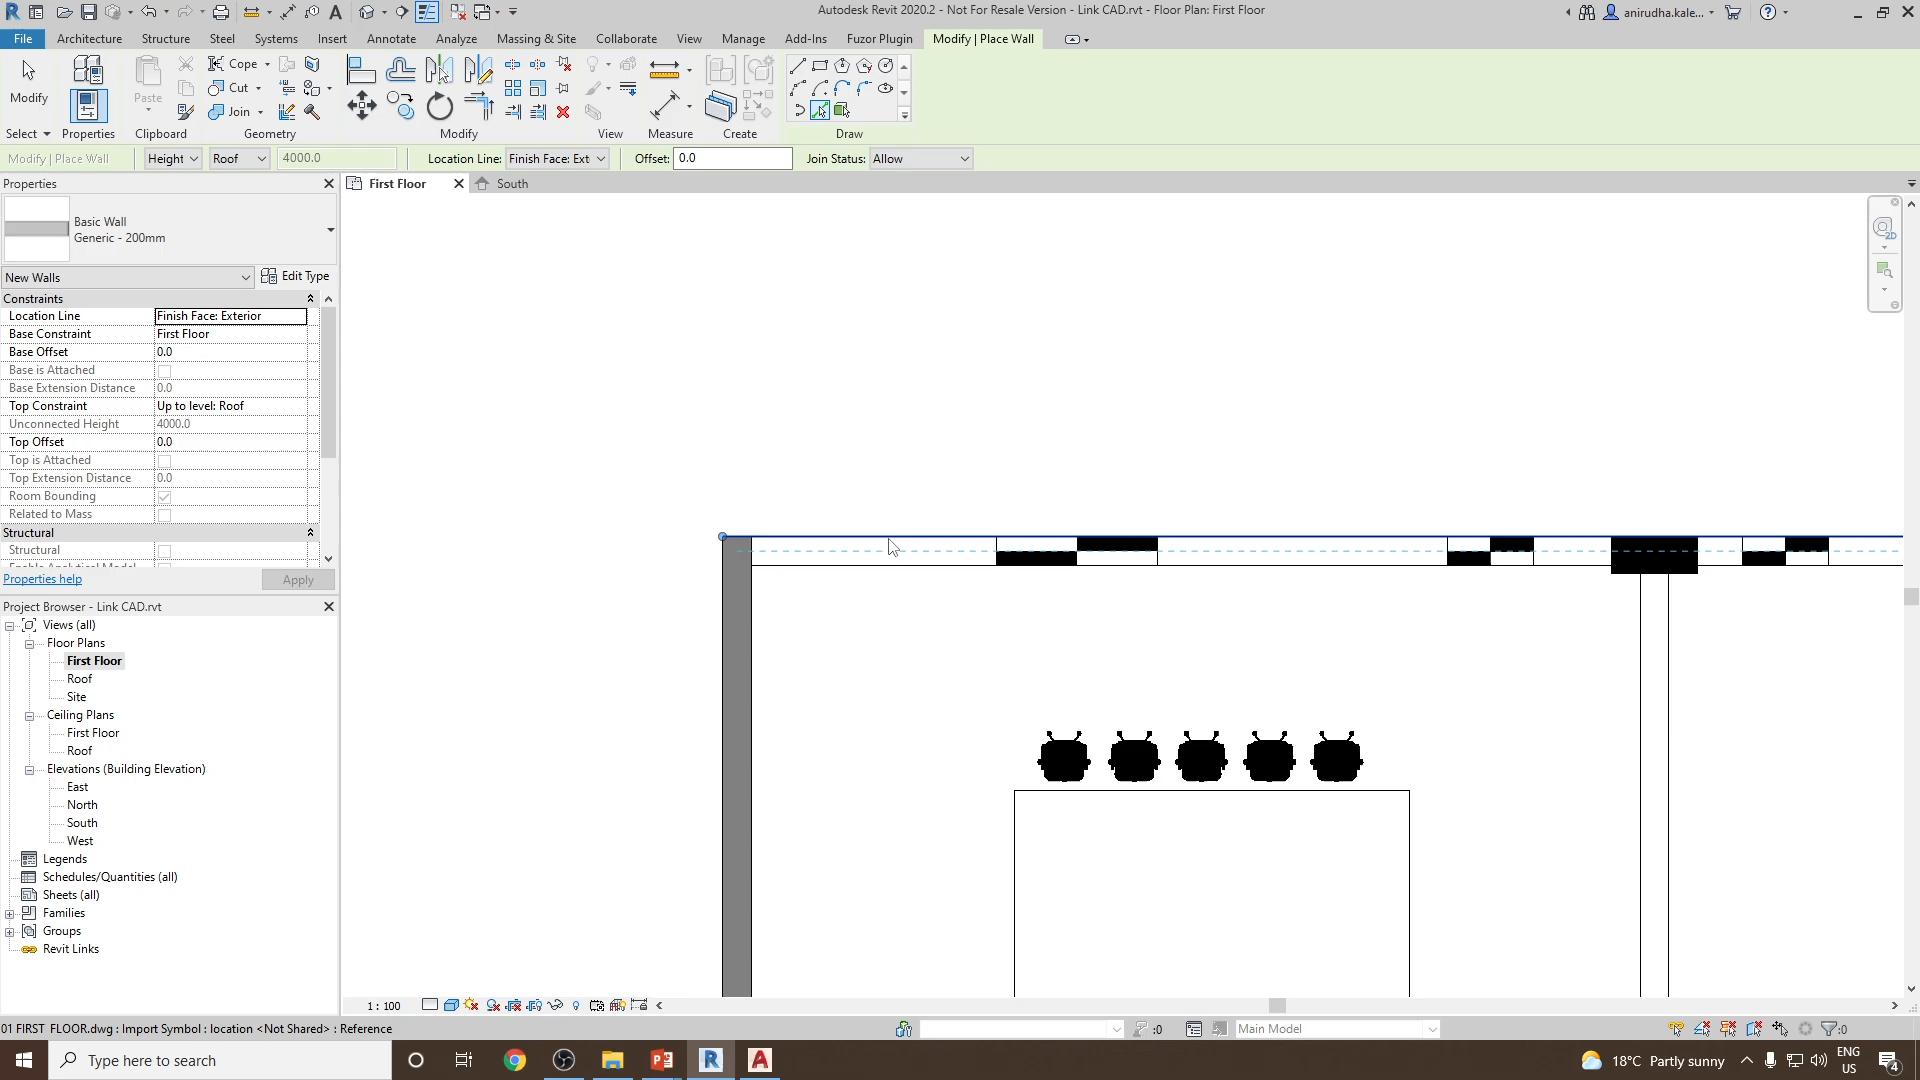 Autodesk Revit 2020.2 - Not For Resale Version - Link CAD.rvt - Floor Plan: First Floor
anirudha.kale...
File Architecture Structure Steel Systems Insert Annotate Analyze Massing & Site Collaborate View Manage Add-Ins Fuzor Plugin Modify | Place Wall
Modify
Paste
Cope
Cut
Join
Select Properties Clipboard Geometry Modify View Measure Create Draw
Modify | Place Wall Height Roof 4000.0 Location Line: Finish Face: Ext Offset: 0.0 Join Status: Allow
Properties
First Floor
South
Basic Wall
Generic - 200mm
2D
New Walls
Edit Type
Constraints
Location Line Finish Face: Exterior
Base Constraint First Floor
Base Offset 0.0
Base is Attached
Base Extension Distance 0.0
Top Constraint Up to level: Roof
Unconnected Height 4000.0
Top Offset 0.0
Top is Attached
Top Extension Distance 0.0
Room Bounding
Related to Mass
Structural
Structural
Properties help
Apply
Project Browser - Link CAD.rvt
Views (all)
Floor Plans
First Floor
Roof
Site
Ceiling Plans
First Floor
Roof
Elevations (Building Elevation)
East
North
South
West
Legends
Schedules/Quantities (all)
Sheets (all)
Families
Groups
Revit Links
1 : 100
01 FIRST FLOOR.dwg : Import Symbol : location <Not Shared> : Reference
:0
Main Model
:0
Type here to search
18°C Partly sunny
ENG
US
4